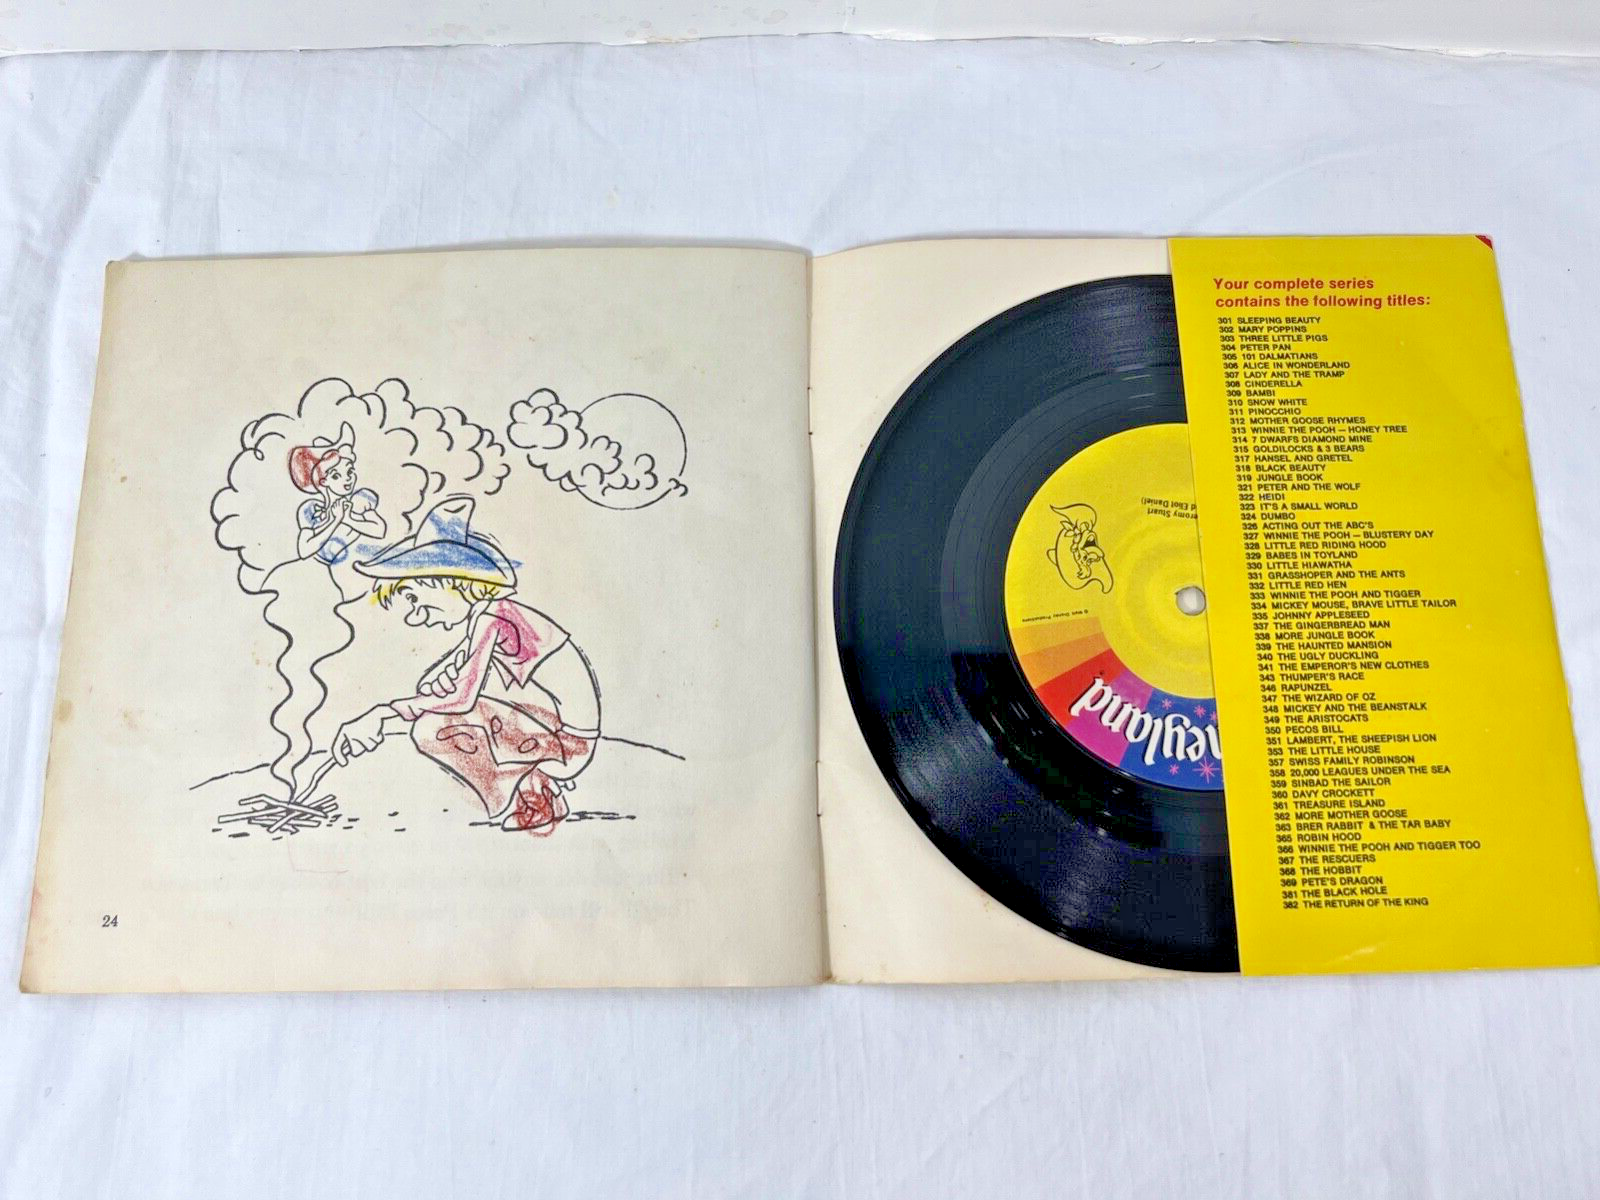 24
Your complete series
contains the following titles:
301 SLEEPING BEAUTY
302 MARY POPPINS
303 THREE LITTLE PIGS
304 PETER PAN
305 101 DALMATIANS
306 ALICE IN WONDERLAND
307 LADY AND THE TRAMP
308 CINDERELLA
309 BAMBI
310 SNOW WHITE
311 PINOCCHIO
312 MOTHER GOOSE RHYMES
313 WINNIE THE POOH – HONEY TREE
314 7 DWARFS DIAMOND MINE
315 GOLDILOCKS & 3 BEARS
317 HANSEL AND GRETEL
318 BLACK BEAUTY
319 JUNGLE BOOK
321 PETER AND THE WOLF
322 HEIDI
323 IT'S A SMALL WORLD
324 DUMBO
326 ACTING OUT THE ABC'S
327 WINNIE THE POOH – BLUSTERY DAY
328 LITTLE RED RIDING HOOD
329 BABES IN TOYLAND
330 LITTLE HIAWATHA
331 GRASSHOPER AND THE ANTS
332 LITTLE RED HEN
333 WINNIE THE POOH AND TIGGER
334 MICKEY MOUSE, BRAVE LITTLE TAILOR
335 JOHNNY APPLESEED
337 THE GINGERBREAD MAN
338 MORE JUNGLE BOOK
339 THE HAUNTED MANSION
340 THE UGLY DUCKLING
341 THE EMPEROR'S NEW CLOTHES
343 THUMPER'S RACE
346 RAPUNZEL
347 THE WIZARD OF OZ
348 MICKEY AND THE BEANSTALK
349 THE ARISTOCATS
350 PECOS BILL
351 LAMBERT, THE SHEEPISH LION
353 THE LITTLE HOUSE
357 SWISS FAMILY ROBINSON
358 20,000 LEAGUES UNDER THE SEA
359 SINBAD THE SAILOR
360 DAVY CROCKETT
361 TREASURE ISLAND
362 MORE MOTHER GOOSE
363 BRER RABBIT & THE TAR BABY
365 ROBIN HOOD
366 WINNIE THE POOH AND TIGGER TOO
367 THE RESCUERS
368 THE HOBBIT
369 PETE'S DRAGON
381 THE BLACK HOLE
382 THE RETURN OF THE KING
eromy Stuart
d Eliot Daniel)
© Walt Disney Productions
neyland